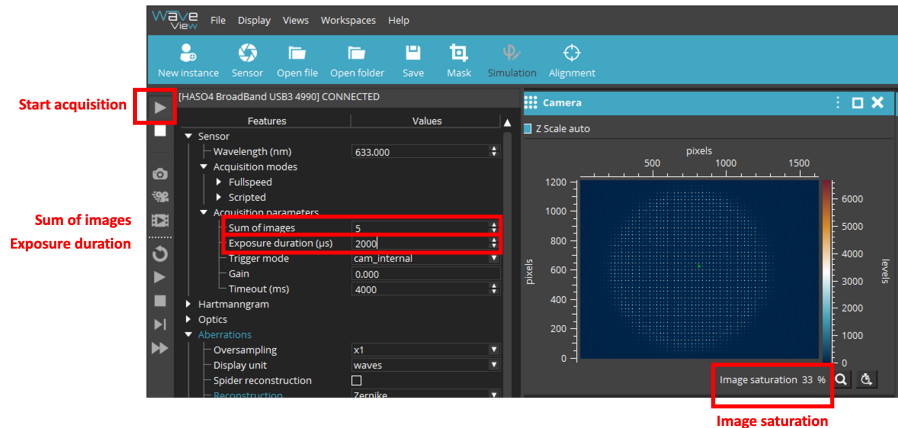 Wave View File Display Views Workspaces Help
New instance Sensor Open file Open folder Save Mask Simulation Alignment
Start acquisition
[HASO4 BroadBand USB3 4990] CONNECTED
Features Values
Sensor
Wavelength (nm) 633.000
Acquisition modes
Fullspeed
Scripted
Acquisition parameters
Sum of images 5
Exposure duration (µs) 2000
Trigger mode cam_internal
Gain 0.000
Timeout (ms) 4000
Hartmanngram
Optics
Aberrations
Oversampling x1
Display unit waves
Spider reconstruction
Reconstruction Zernike
Sum of images
Exposure duration
Camera
Z Scale auto
pixels
500 1000 1500
1200
1000
800
600
400
200
0
pixels
6000
5000
4000
3000
2000
1000
0
levels
Image saturation 33 %
Image saturation